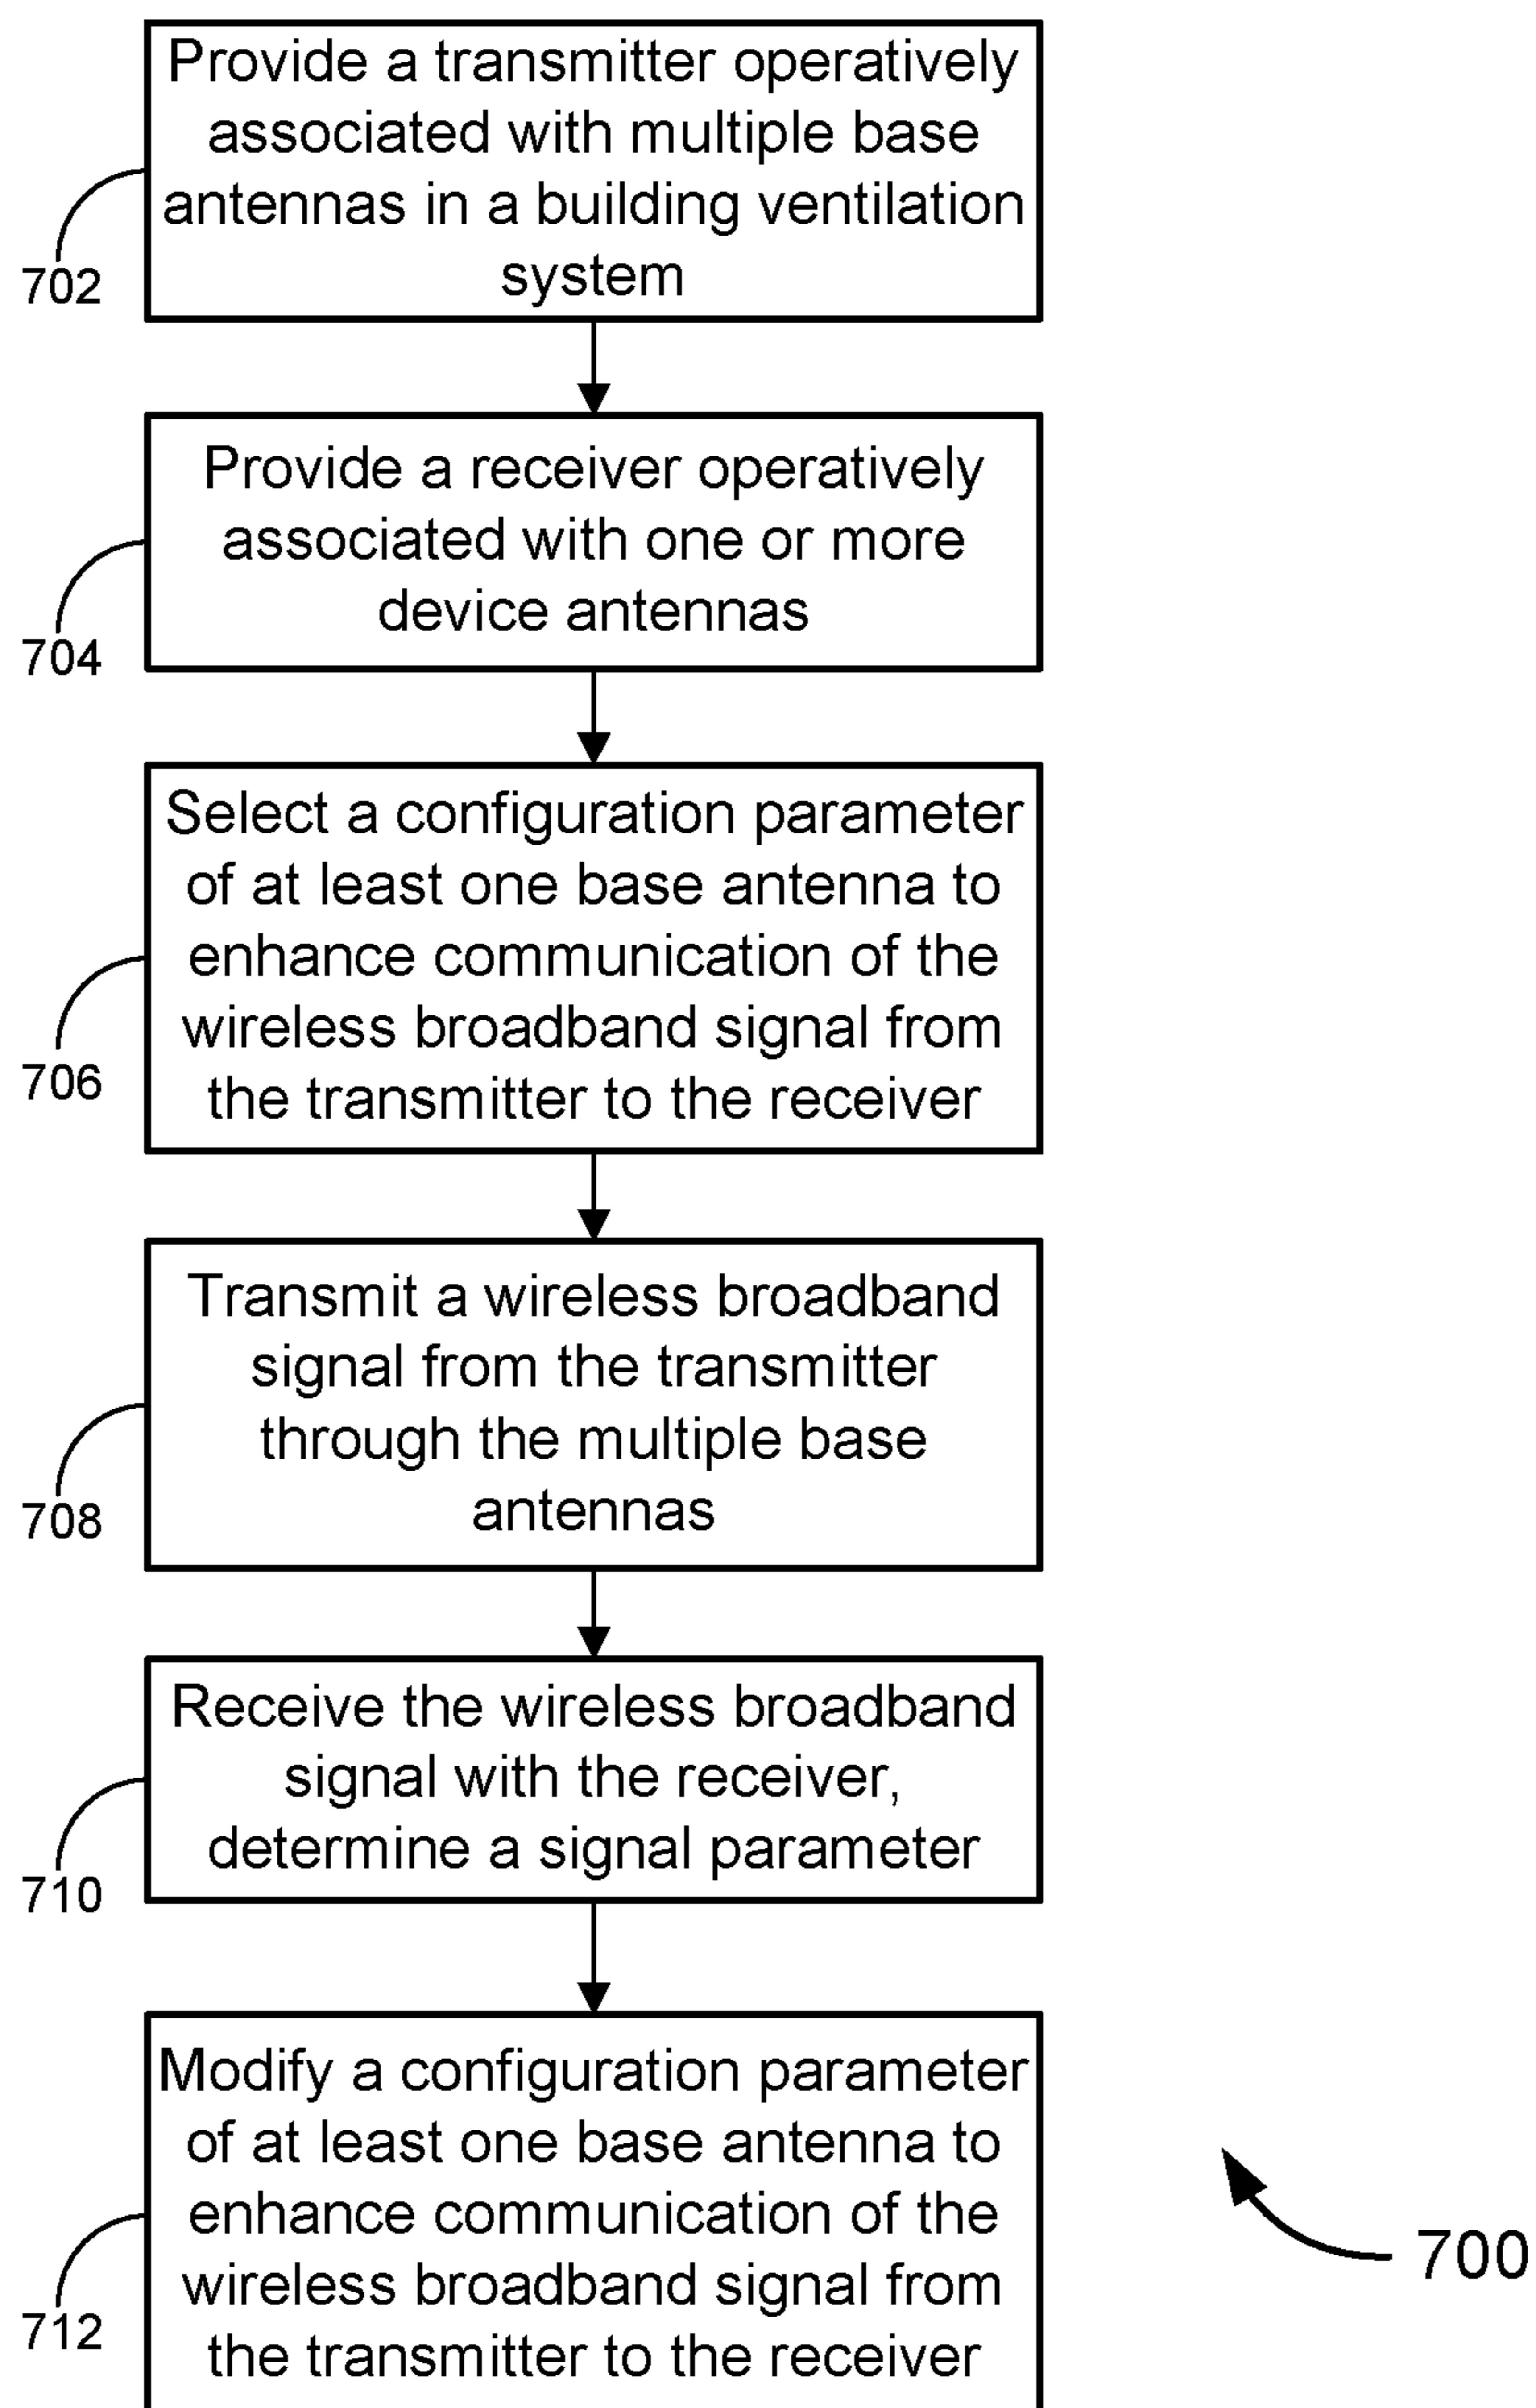 Provide a transmitter operatively
associated with multiple base
antennas in a building ventilation
system
702
Provide a receiver operatively
associated with one or more
device antennas
704
Select a configuration parameter
of at least one base antenna to
enhance communication of the
wireless broadband signal from
the transmitter to the receiver
706
Transmit a wireless broadband
signal from the transmitter
through the multiple base
antennas
708
Receive the wireless broadband
signal with the receiver,
determine a signal parameter
710
Modify a configuration parameter
of at least one base antenna to
enhance communication of the
wireless broadband signal from
the transmitter to the receiver
712
700